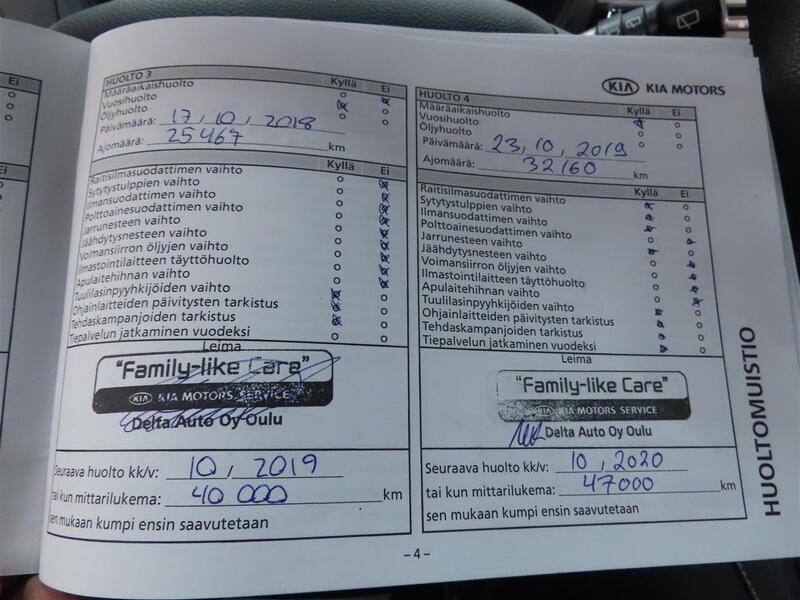 Ei
HUOLTO 3
Kyllä Ei
Määräaikaishuolto
Vuosihuolto
Öljyhuolto
Päivämäärä: 17, 10, 2018
Ajomäärä: 25467 km
Kyllä Ei
Raitisilmasuodattimen vaihto
Sytytystulppien vaihto
Ilmansuodattimen vaihto
Polttoainesuodattimen vaihto
Jarrunesteen vaihto
Jäähdytysnesteen vaihto
Voimansiirron öljyjen vaihto
Ilmastointilaitteen täyttöhuolto
Apulaitehihnan vaihto
Tuulilasinpyyhkijöiden vaihto
Ohjainlaitteiden päivitysten tarkistus
Tehdaskampanjoiden tarkistus
Tiepalvelun jatkaminen vuodeksi
Leima
"Family-like Care"
KIA KIA MOTORS SERVICE
Delta Auto Oy Oulu
Seuraava huolto kk/v: 10, 2019
tai kun mittarilukema: 40 000 km
sen mukaan kumpi ensin saavutetaan
KIA KIA MOTORS
HUOLTO 4
Kyllä Ei
Määräaikaishuolto
Vuosihuolto
Öljyhuolto
Päivämäärä: 23, 10, 2019
Ajomäärä: 32160 km
Kyllä Ei
Raitisilmasuodattimen vaihto
Sytytystulppien vaihto
Ilmansuodattimen vaihto
Polttoainesuodattimen vaihto
Jarrunesteen vaihto
Jäähdytysnesteen vaihto
Voimansiirron öljyjen vaihto
Ilmastointilaitteen täyttöhuolto
Apulaitehihnan vaihto
Tuulilasinpyyhkijöiden vaihto
Ohjainlaitteiden päivitysten tarkistus
Tehdaskampanjoiden tarkistus
Tiepalvelun jatkaminen vuodeksi
Leima
"Family-like Care"
KIA KIA MOTORS SERVICE
Delta Auto Oy Oulu
Seuraava huolto kk/v: 10, 2020
tai kun mittarilukema: 47000 km
sen mukaan kumpi ensin saavutetaan
HUOLTOMUISTIO
– 4 –